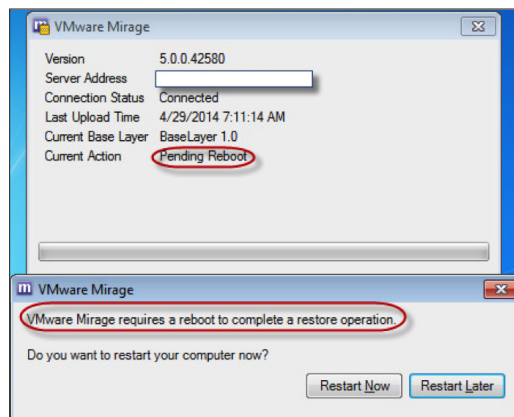 VMware Mirage
Version 5.0.0.42580
Server Address
Connection Status Connected
Last Upload Time 4/29/2014 7:11:14 AM
Current Base Layer BaseLayer 1.0
Current Action Pending Reboot
VMware Mirage
VMware Mirage requires a reboot to complete a restore operation.
Do you want to restart your computer now?
Restart Now Restart Later